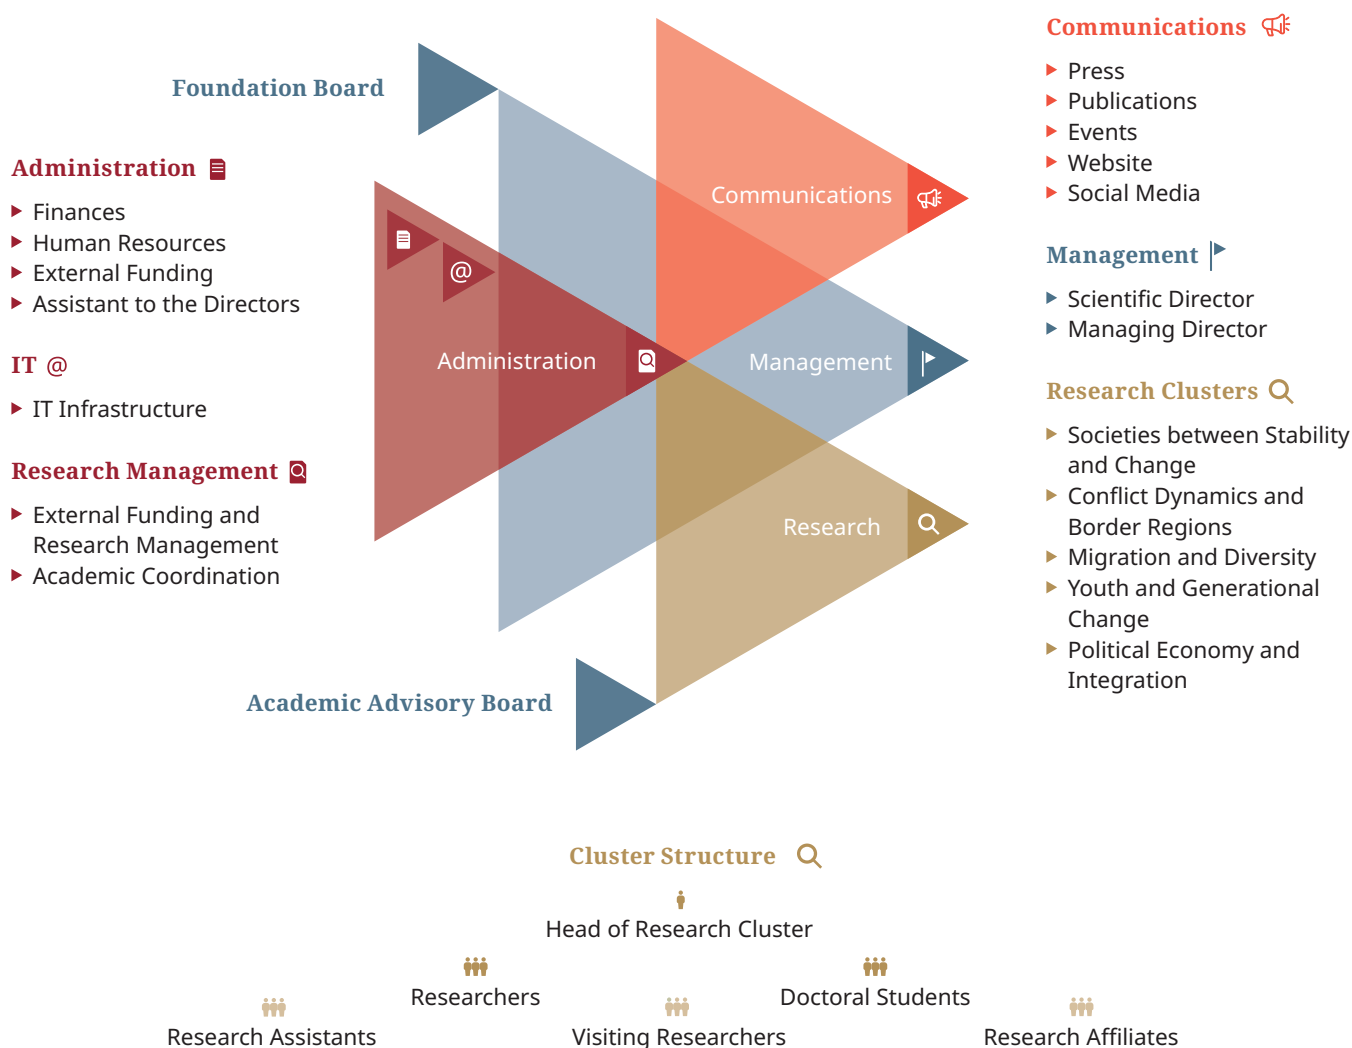 Foundation Board
Administration
Finances
Human Resources
External Funding
Assistant to the Directors
IT @
IT Infrastructure
Research Management
External Funding and
Research Management
Academic Coordination
@
Communications
Administration
Management
Research
Academic Advisory Board
Communications
Press
Publications
Events
Website
Social Media
Management
Scientific Director
Managing Director
Research Clusters
Societies between Stability
and Change
Conflict Dynamics and
Border Regions
Migration and Diversity
Youth and Generational
Change
Political Economy and
Integration
Cluster Structure
Head of Research Cluster
Researchers
Doctoral Students
Research Assistants
Visiting Researchers
Research Affiliates